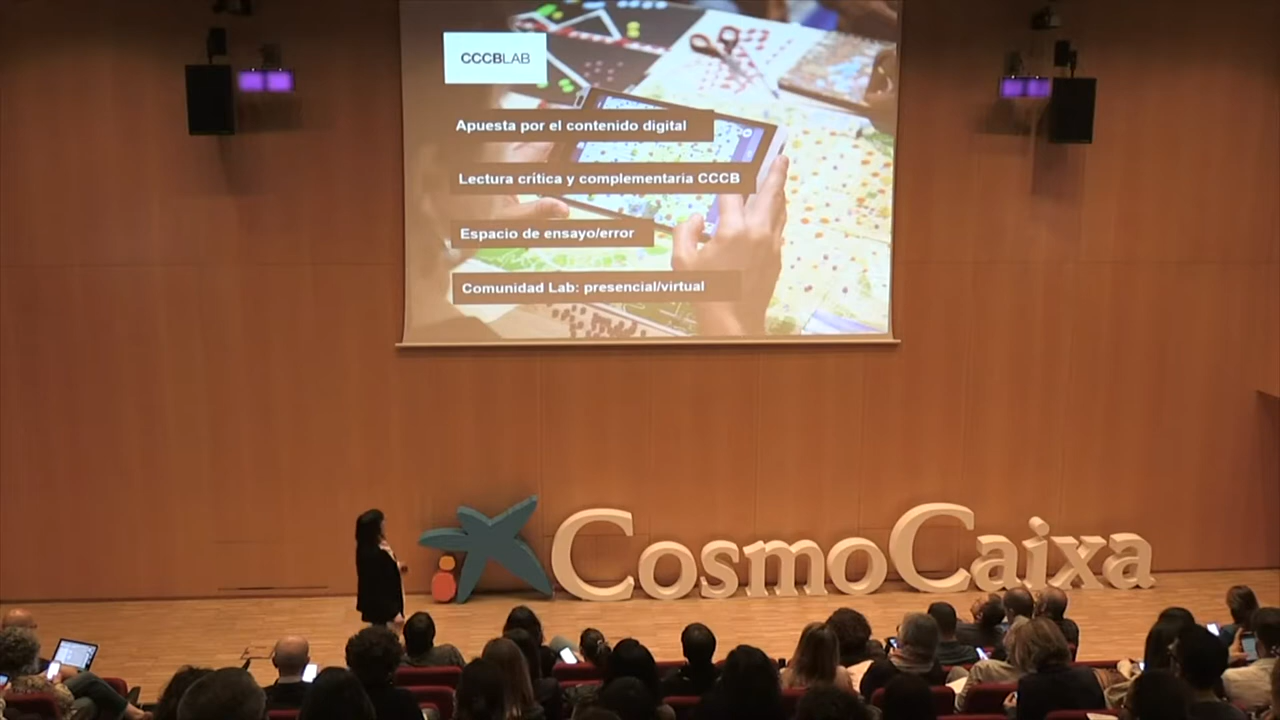 CCCBLAB
Apuesta por el contenido digital
Lectura crítica y complementaria CCCB
Espacio de ensayo/error
Comunidad Lab: presencial/virtual
CosmoCaixa